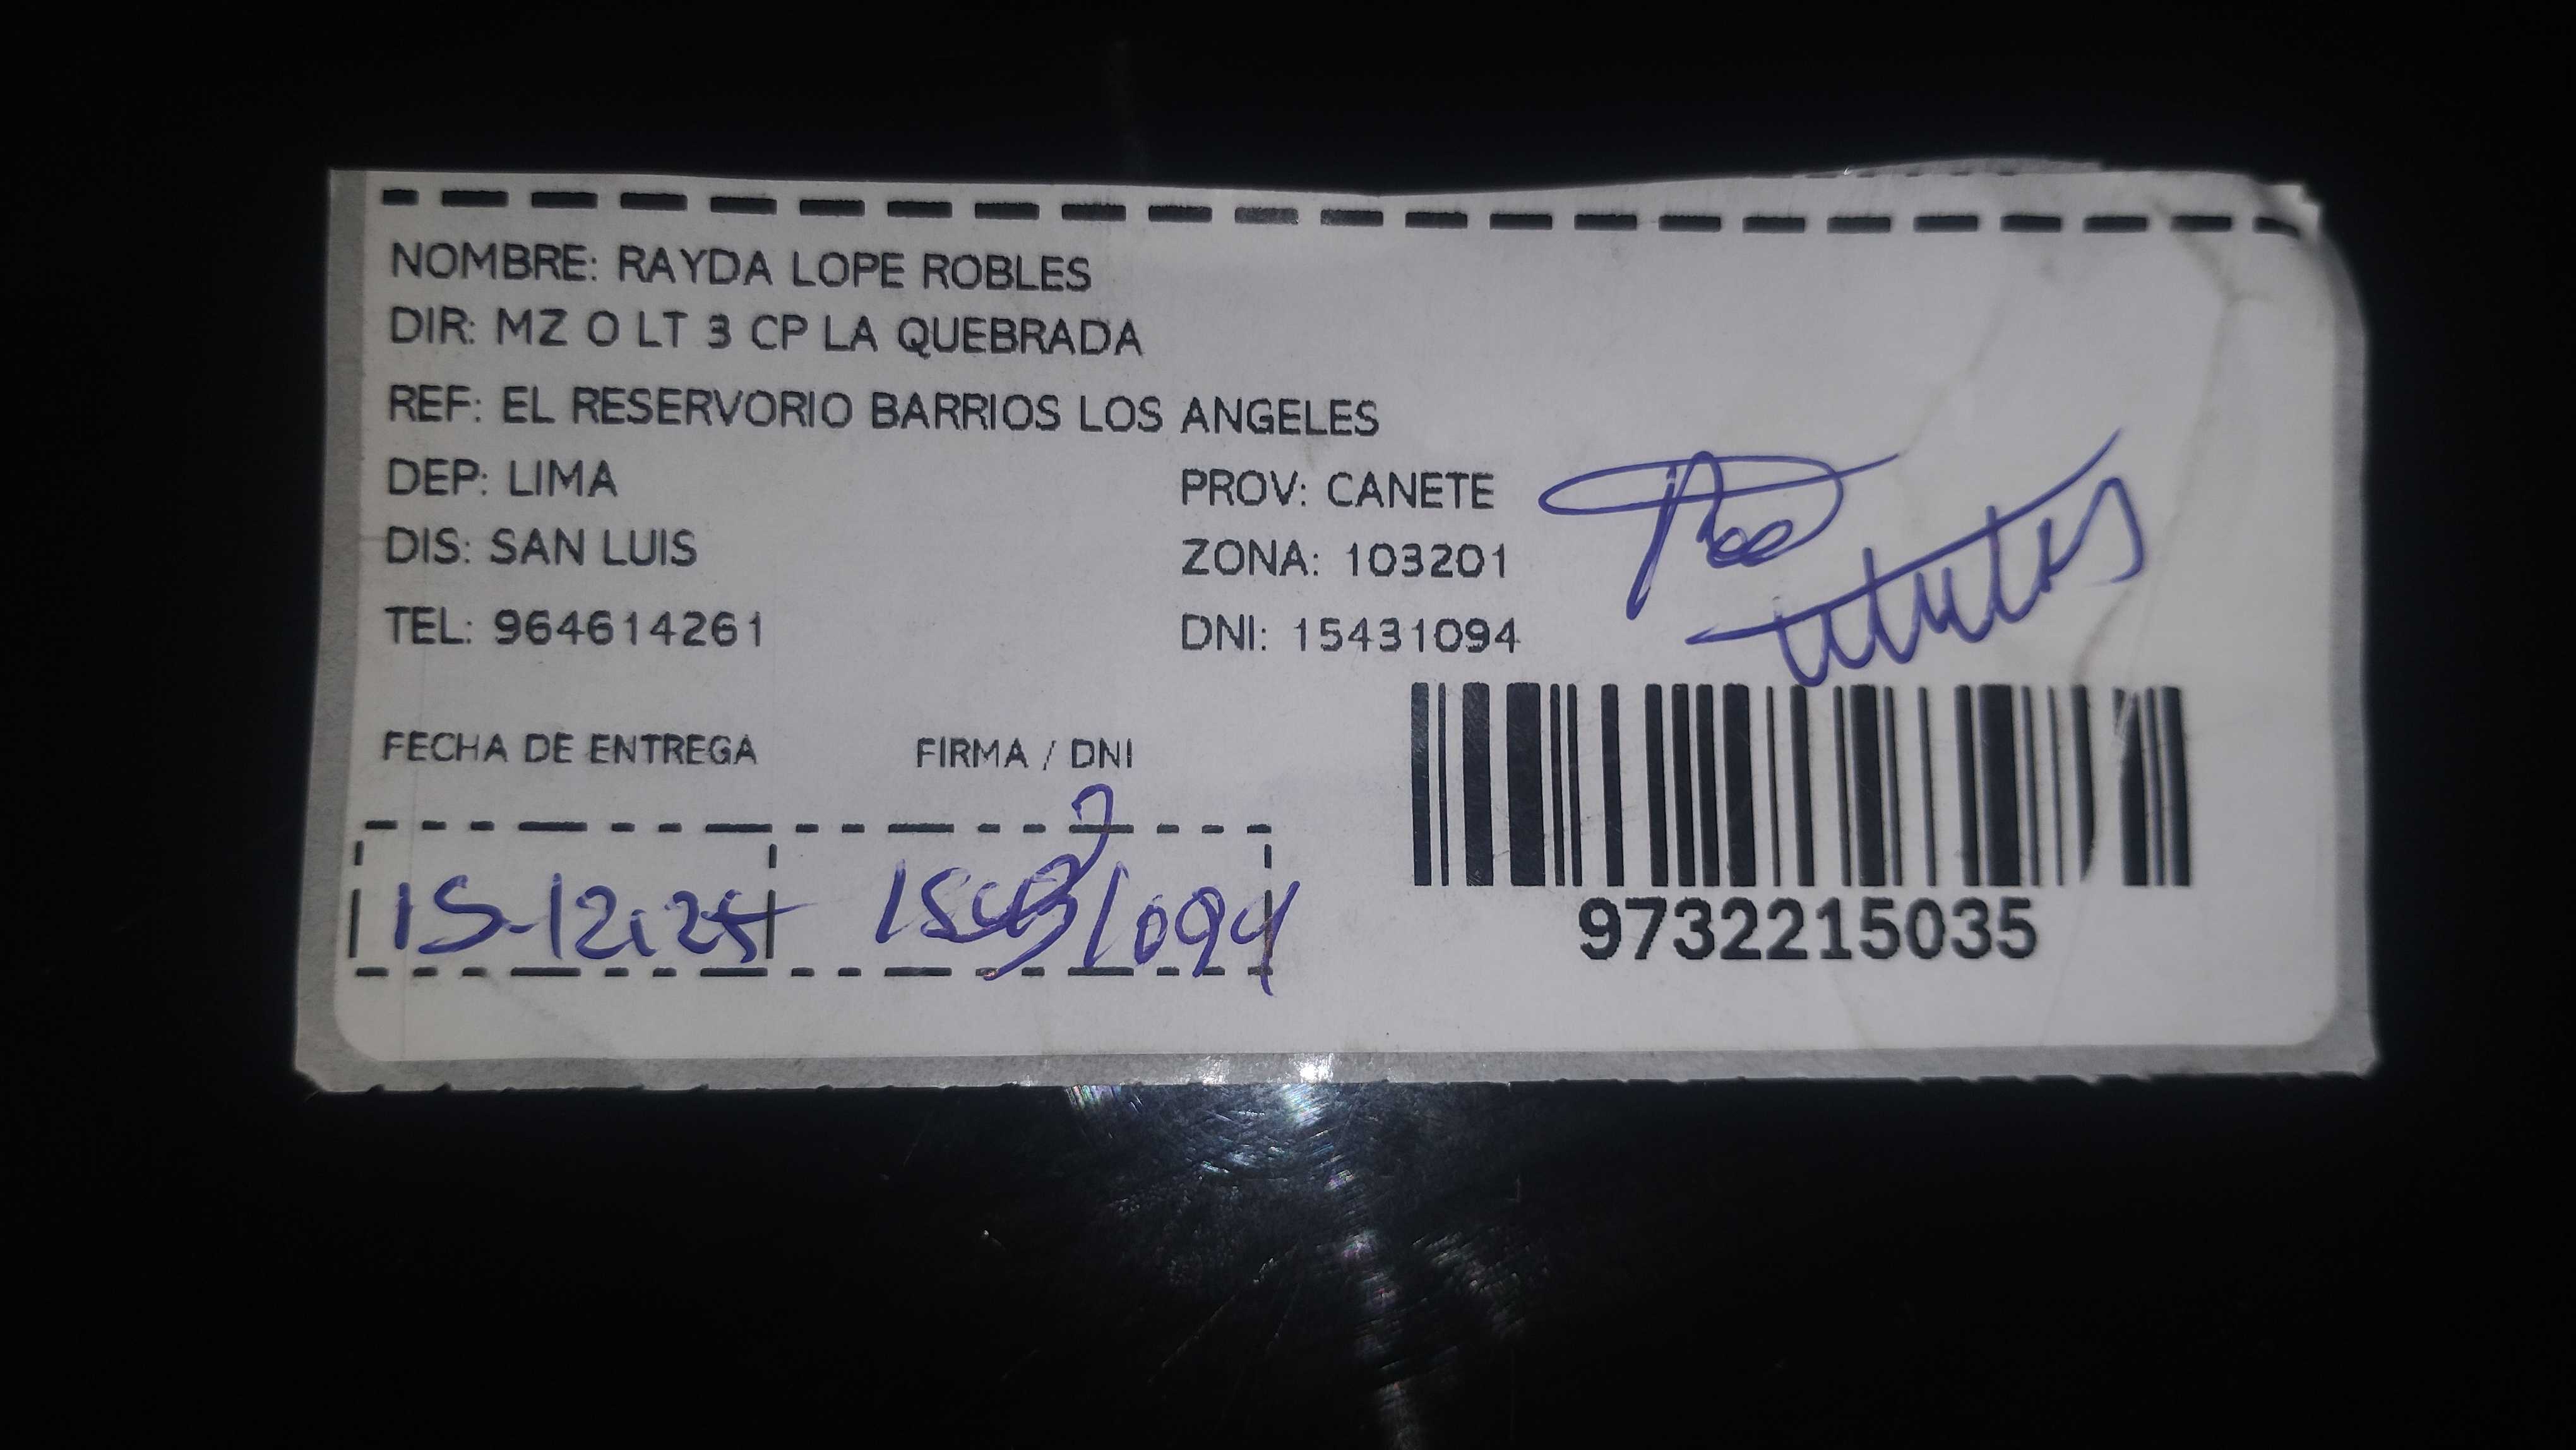 NOMBRE: RAYDA LOPE ROBLES
DIR: MZ O LT 3 CP LA QUEBRADA
REF: EL RESERVORIO BARRIOS LOS ANGELES
DEP: LIMA PROV: CANETE
DIS: SAN LUIS ZONA: 103201
TEL: 964614261 DNI: 15431094
FECHA DE ENTREGA FIRMA / DNI
15-12-25 15431094
9732215035